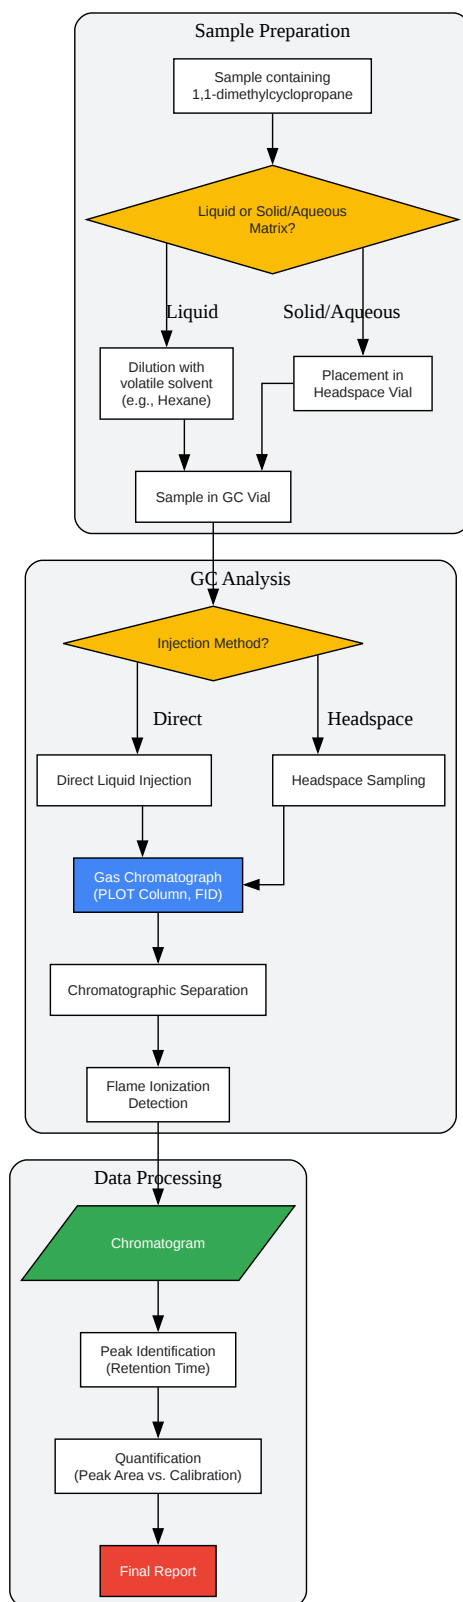 Sample Preparation
Sample containing
1,1-dimethylcyclopropane
Liquid or Solid/Aqueous
Matrix?
Liquid
Solid/Aqueous
Dilution with
volatile solvent
(e.g., Hexane)
Placement in
Headspace Vial
Sample in GC Vial
GC Analysis
Injection Method?
Direct
Headspace
Direct Liquid Injection
Headspace Sampling
Gas Chromatograph
(PLOT Column, FID)
Chromatographic Separation
Flame Ionization
Detection
Data Processing
Chromatogram
Peak Identification
(Retention Time)
Quantification
(Peak Area vs. Calibration)
Final Report